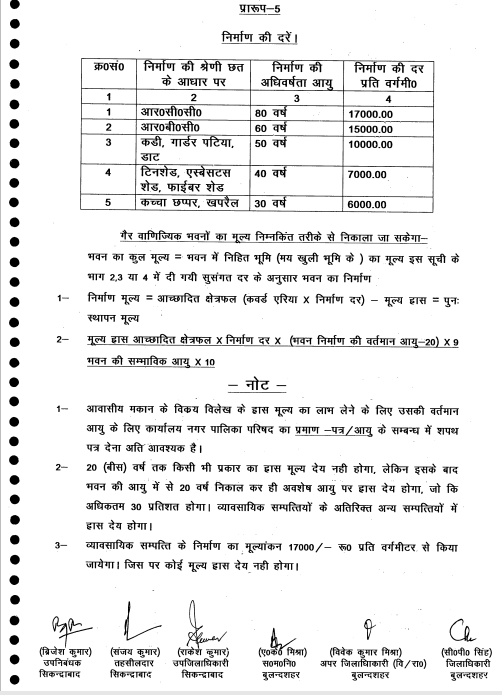 प्रारूप–5
निर्माण की दरें।
क्र0सं0 निर्माण की श्रेणी छत के आधार पर निर्माण की अधिवर्षता आयु निर्माण की दर प्रति वर्गमी0
1 2 3 4
1 आर0सी0सी0 80 वर्ष 17000.00
2 आर0बी0सी0 60 वर्ष 15000.00
3 कडी, गार्डर पटिया, डाट 50 वर्ष 10000.00
4 टिनशेड, एस्बेसटस शेड, फाईबर शेड 40 वर्ष 7000.00
5 कच्चा छप्पर, खपरैल 30 वर्ष 6000.00
गैर वाणिज्यिक भवनों का मूल्य निम्नकिंत तरीके से निकाला जा सकेगा–
भवन का कुल मूल्य = भवन में निहित भूमि (मय खुली भूमि के ) का मूल्य इस सूची के
भाग 2,3 या 4 में दी गयी सुसंगत दर के अनुसार भवन का निर्माण
1– निर्माण मूल्य = आच्छादित क्षेत्रफल (कवर्ड एरिया X निर्माण दर) – मूल्य ह्रास = पुनः
स्थापन मूल्य
2– मूल्य ह्रास आच्छादित क्षेत्रफल X निर्माण दर X (भवन निर्माण की वर्तमान आयु–20) X 9
भवन की सम्भाविक आयु X 10
– नोट –
1– आवासीय मकान के विकय विलेख के ह्रास मूल्य का लाभ लेने के लिए उसकी वर्तमान
आयु के लिए कार्यालय नगर पालिका परिषद का प्रमाण –पत्र/आयु के सम्बन्ध में शपथ
पत्र देना अति आवश्यक है।
2– 20 (बीस) वर्ष तक किसी भी प्रकार का ह्रास मूल्य देय नही होगा, लेकिन इसके बाद
भवन की आयु में से 20 वर्ष निकाल कर ही अवशेष आयु पर ह्रास देय होगा, जो कि
अधिकतम 30 प्रतिशत होगा। व्यावसायिक सम्पत्तियों के अतिरिक्त अन्य सम्पत्तियों में
ह्रास देय होगा।
3– व्यावसायिक सम्पत्ति के निर्माण का मूल्यांकन 17000/– रू0 प्रति वर्गमीटर से किया
जायेगा। जिस पर कोई मूल्य ह्रास देय नही होगा।
(ब्रिजेश कुमार) (संजय कुमार) (राकेश कुमार) (ए0के0 मिश्रा) (विवेक कुमार मिश्रा) (सी0पी0 सिंह)
उपनिबंधक तहसीलदार उपजिलाधिकारी स0म0नि0 अपर जिलाधिकारी (वि/रा0) जिलाधिकारी
सिकन्द्राबाद सिकन्द्राबाद सिकन्द्राबाद बुलन्दशहर बुलन्दशहर बुलन्दशहर